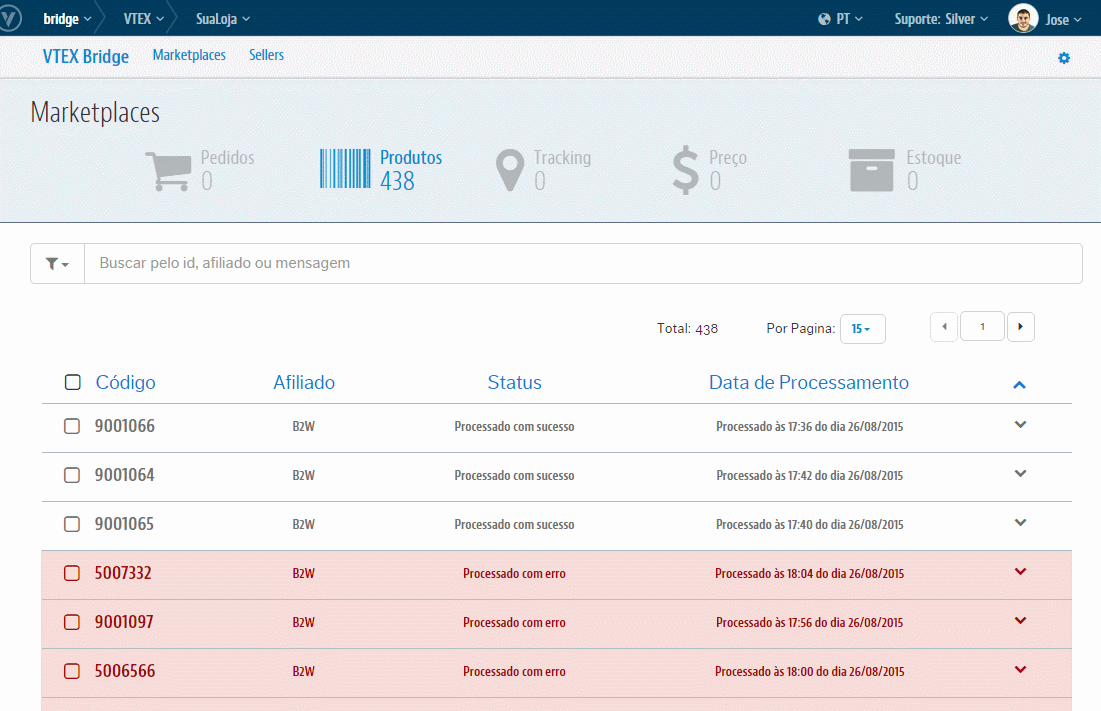 bridge VTEX SuaLoja PT Suporte: Silver Jose
VTEX Bridge Marketplaces Sellers
Marketplaces
Pedidos 0
Produtos 438
Tracking 0
Preço 0
Estoque 0
Buscar pelo id, afiliado ou mensagem
Total: 438 Por Pagina: 15 1
Código Afiliado Status Data de Processamento
9001066 B2W Processado com sucesso Processado às 17:36 do dia 26/08/2015
9001064 B2W Processado com sucesso Processado às 17:42 do dia 26/08/2015
9001065 B2W Processado com sucesso Processado às 17:40 do dia 26/08/2015
5007332 B2W Processado com erro Processado às 18:04 do dia 26/08/2015
9001097 B2W Processado com erro Processado às 17:56 do dia 26/08/2015
5006566 B2W Processado com erro Processado às 18:00 do dia 26/08/2015